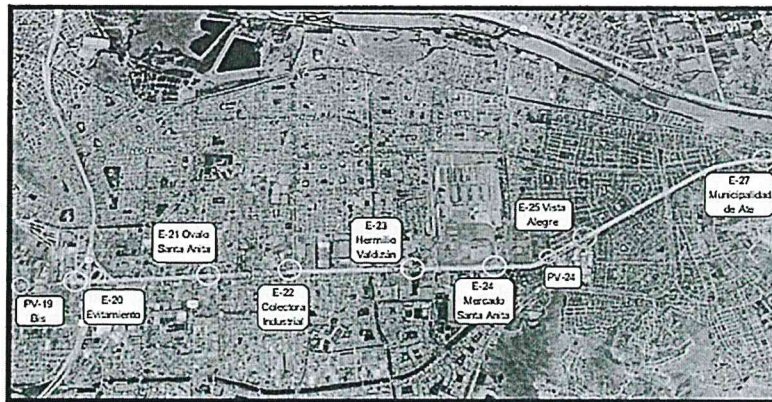 PV-19
Bis
E-20
Evitamiento
E-21 Ovalo
Santa Anita
E-22
Colectora
Industrial
E-23
Hermilio
Valdizán
E-24
Mercado
Santa Anita
E-25 Vista
Alegre
PV-24
E-27
Municipalidad
de Ate